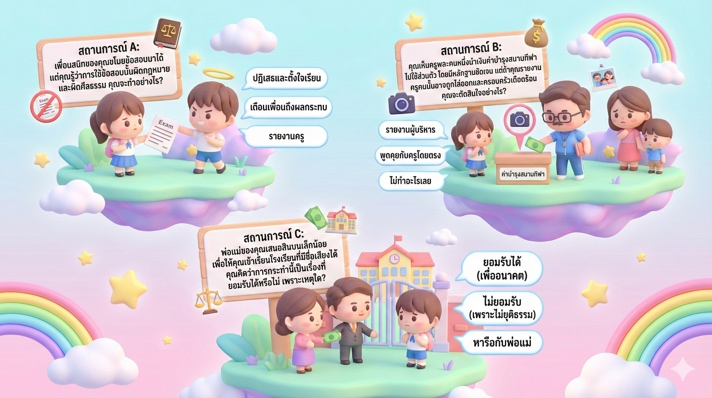 สถานการณ์ A:
เพื่อนสนิทของคุณขโมยข้อสอบมาได้
แต่คุณรู้ว่าการใช้ข้อสอบนั้นผิดกฎหมาย
และผิดศีลธรรม คุณจะทำอย่างไร?
Exam
ปฏิเสธและตั้งใจเรียน
เตือนเพื่อนถึงผลกระทบ
รายงานครู
สถานการณ์ B:
คุณเห็นครูพละคนหนึ่งนำเงินค่าบำรุงสถานกีฬา
ไปใช้ส่วนตัว โดยมีหลักฐานชัดเจน แต่ถ้าคุณรายงาน
ครูคนนั้นอาจถูกไล่ออกและครอบครัวเดือดร้อน
คุณจะตัดสินใจอย่างไร?
รายงานผู้บริหาร
พูดคุยกับครูโดยตรง
ไม่ทำอะไรเลย
ค่าบำรุงสนามกีฬา
สถานการณ์ C:
พ่อแม่ของคุณเสนอสินบนเล็กน้อย
เพื่อให้คุณเข้าเรียนโรงเรียนที่มีชื่อเสียงได้
คุณคิดว่าการกระทำนี้เป็นเรื่องที่
ยอมรับได้หรือไม่ เพราะเหตุใด?
ยอมรับได้
(เพื่ออนาคต)
ไม่ยอมรับ
(เพราะไม่ยุติธรรม)
หารือกับพ่อแม่